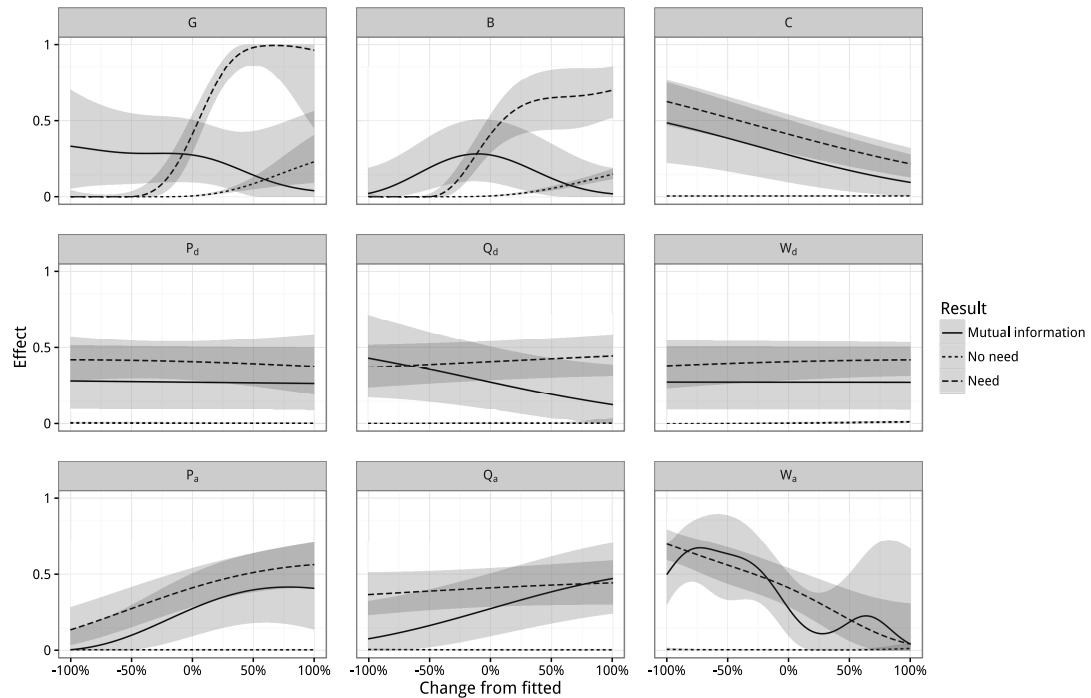 G B C
1
0.5
0
P_d Q_d W_d
1
0.5
0
P_a Q_a W_a
1
0.5
0
Effect
-100% -50% 0% 50% 100% -100% -50% 0% 50% 100% -100% -50% 0% 50% 100%
Change from fitted
Result
Mutual information
No need
Need